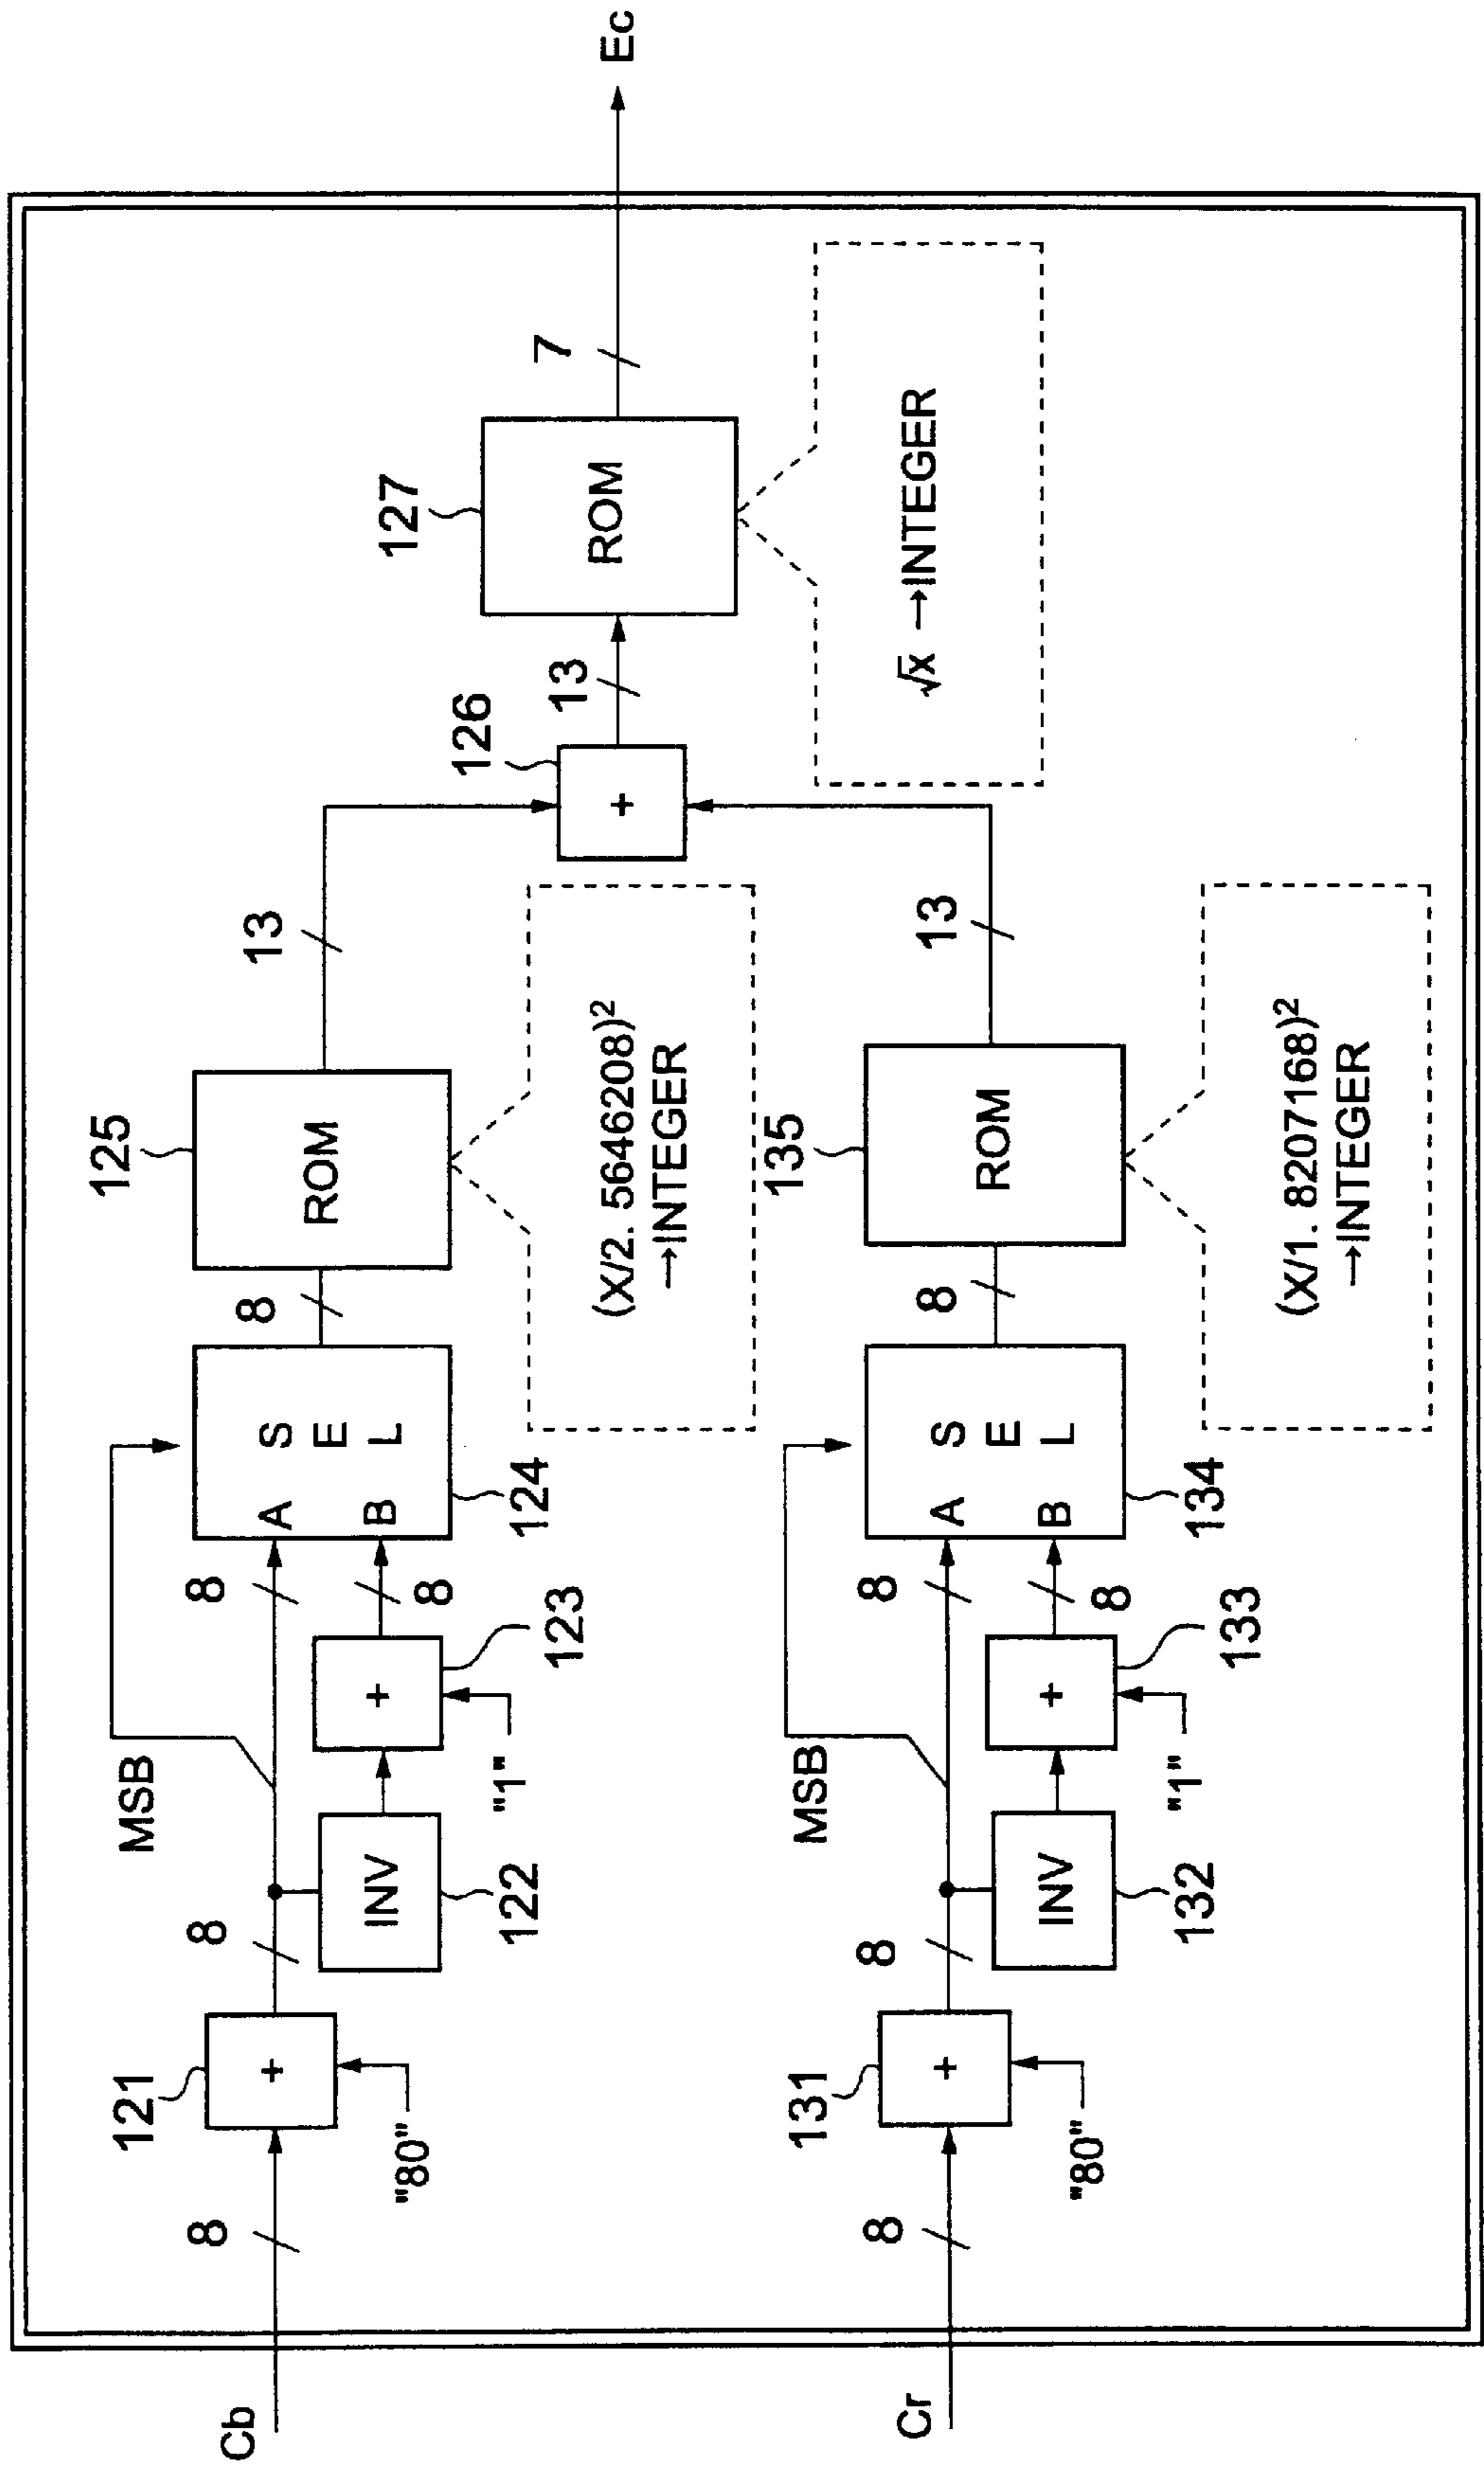 Cb
8
121
+
"80"
8
MSB
INV
122
+
123
"1"
8
8
A
B
SEL
124
8
ROM
125
(X/2. 5646208)2
→INTEGER
13
126
+
13
127
ROM
√x →INTEGER
7
Ec
Cr
8
131
+
"80"
8
MSB
INV
132
+
133
"1"
8
8
A
B
SEL
134
8
ROM
135
(X/1. 8207168)2
→INTEGER
13